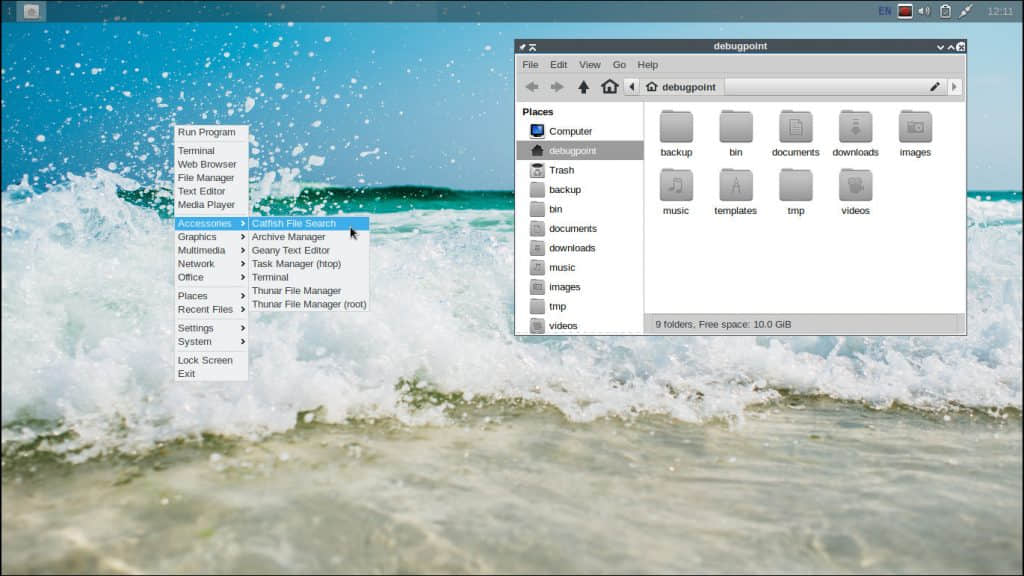 1
2
EN
12:11
Run Program
Terminal
Web Browser
File Manager
Text Editor
Media Player
Accessories
Graphics
Multimedia
Network
Office
Places
Recent Files
Settings
System
Lock Screen
Exit
Catfish File Search
Archive Manager
Geany Text Editor
Task Manager (htop)
Terminal
Thunar File Manager
Thunar File Manager (root)
debugpoint
File Edit View Go Help
debugpoint
Places
Computer
debugpoint
Trash
backup
bin
documents
downloads
music
images
tmp
videos
backup bin documents downloads images
music templates tmp videos
9 folders, Free space: 10.0 GiB